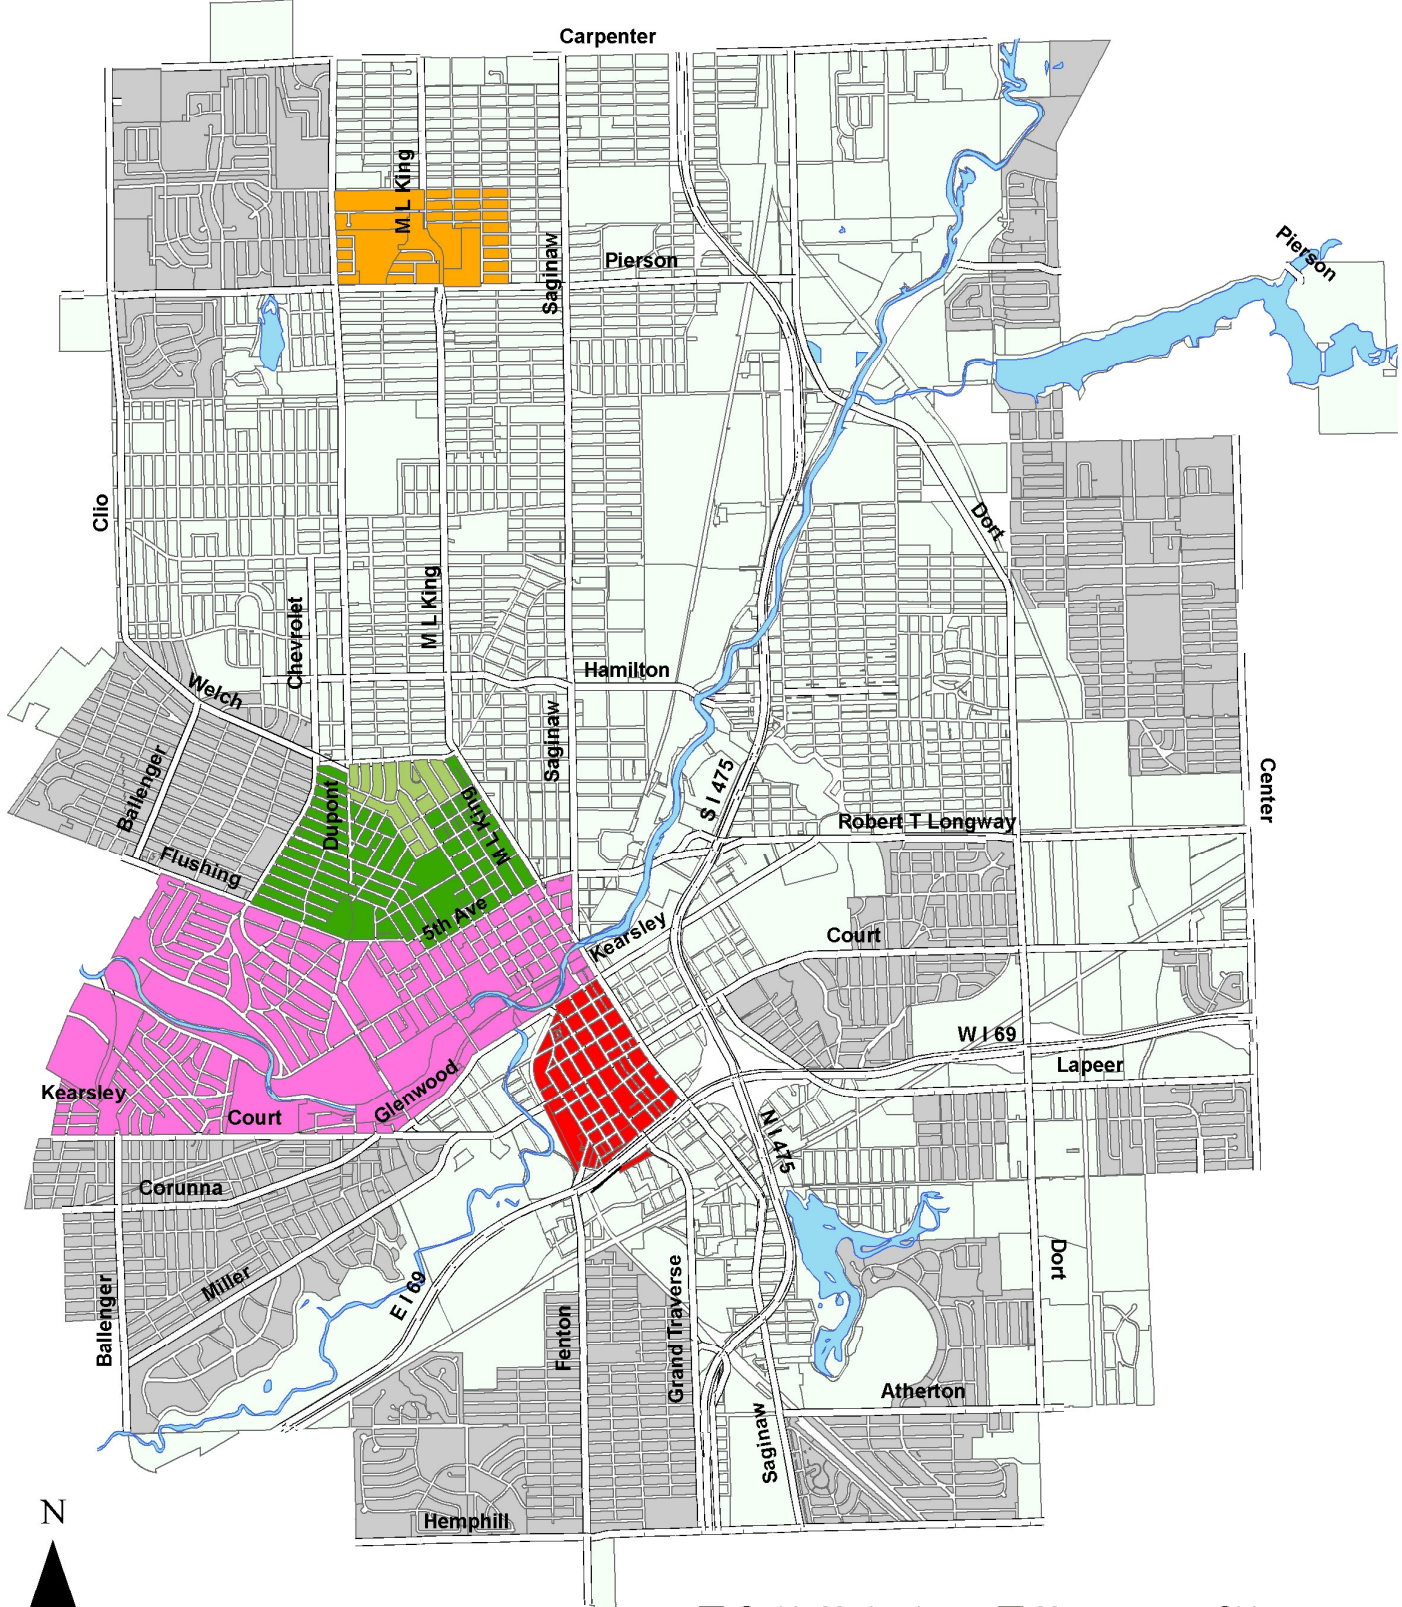 Carpenter
M L King
Saginaw
Pierson
Pierson
Clio
Dort
Chevrolet
M L King
Hamilton
Welch
Saginaw
Ballenger
S I 475
Center
Dupont
M L King
Robert T Longway
Flushing
5th Ave
Kearsley
Court
W I 69
Lapeer
Kearsley
Glenwood
Court
N I 475
Corunna
Miller
E I 69
Ballenger
Fenton
Grand Traverse
Dort
Atherton
Saginaw
Hemphill
N